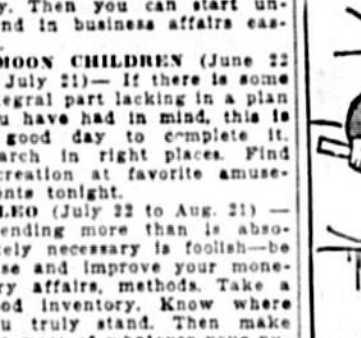 y. Then you can start un-
nd in business affairs eas-
MOON CHILDREN (June 22
July 21)— If there is some
tegral part lacking in a plan
u have had in mind, this is
good day to complete it.
arch in right places. Find
creation at favorite amuse-
ents tonight.
LEO (July 22 to Aug. 21) —
ending more than is abso-
tely necessary is foolish—be
se and improve your mone-
ry affairs, methods. Take a
od inventory. Know where
u truly stand. Then make